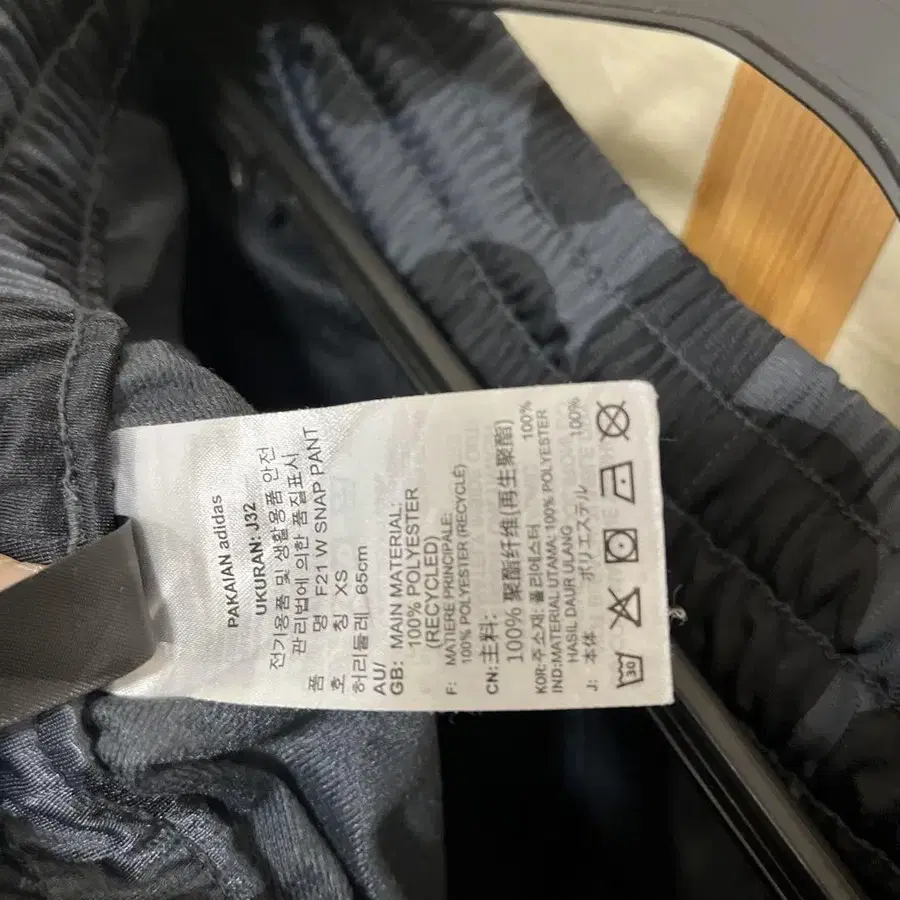 PAKAIAN adidas
UKURAN: J32
전기용품 및 생활용품 안전
관리법에 의한 품질표시
품 명 F21 W SNAP PANT
호 칭 XS
허리둘레 65cm
AU/
GB: MAIN MATERIAL:
100% POLYESTER
(RECYCLED)
F: MATIERE PRINCIPALE:
100% POLYESTER (RECYCLÉ)
CN: 主料:
100% 聚酯纤维(再生聚酯)
KOR: 주소재: 폴리에스터 100%
IND: MATERIAL UTAMA: 100% POLYESTER
HASIL DAUR ULANG
J: 本体 ポリエステル 100%
30